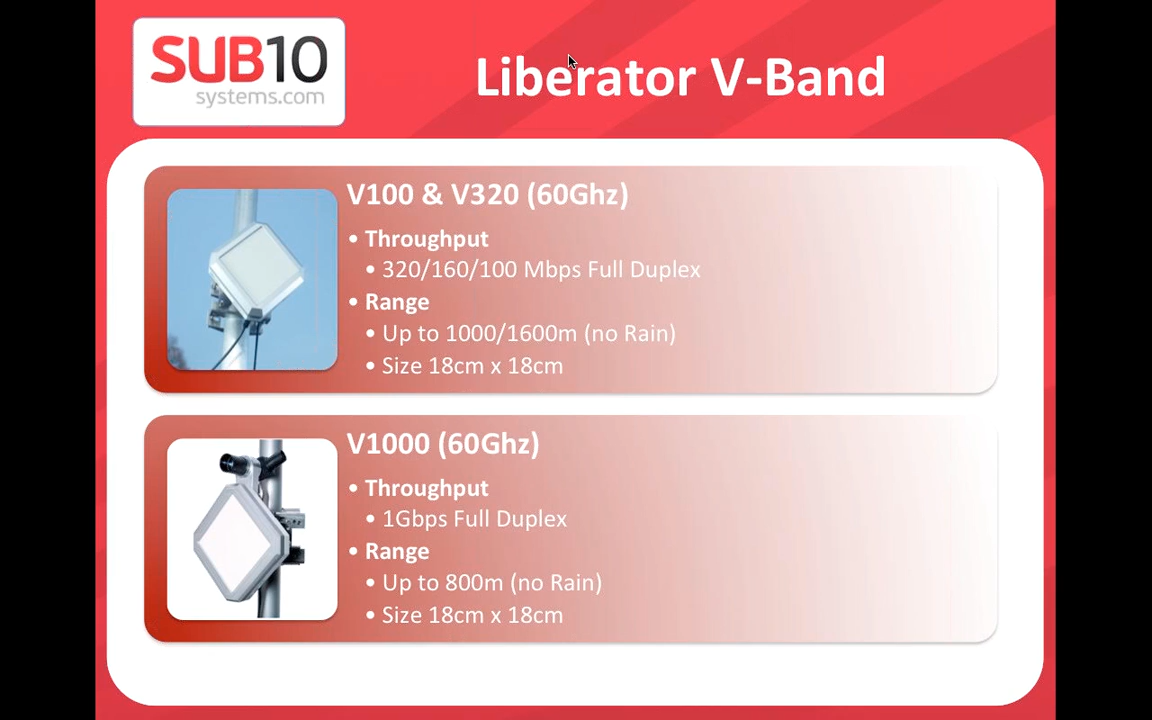 SUB10
systems.com
Liberator V-Band
V100 & V320 (60Ghz)
• Throughput
• 320/160/100 Mbps Full Duplex
• Range
• Up to 1000/1600m (no Rain)
• Size 18cm x 18cm
V1000 (60Ghz)
• Throughput
• 1Gbps Full Duplex
• Range
• Up to 800m (no Rain)
• Size 18cm x 18cm